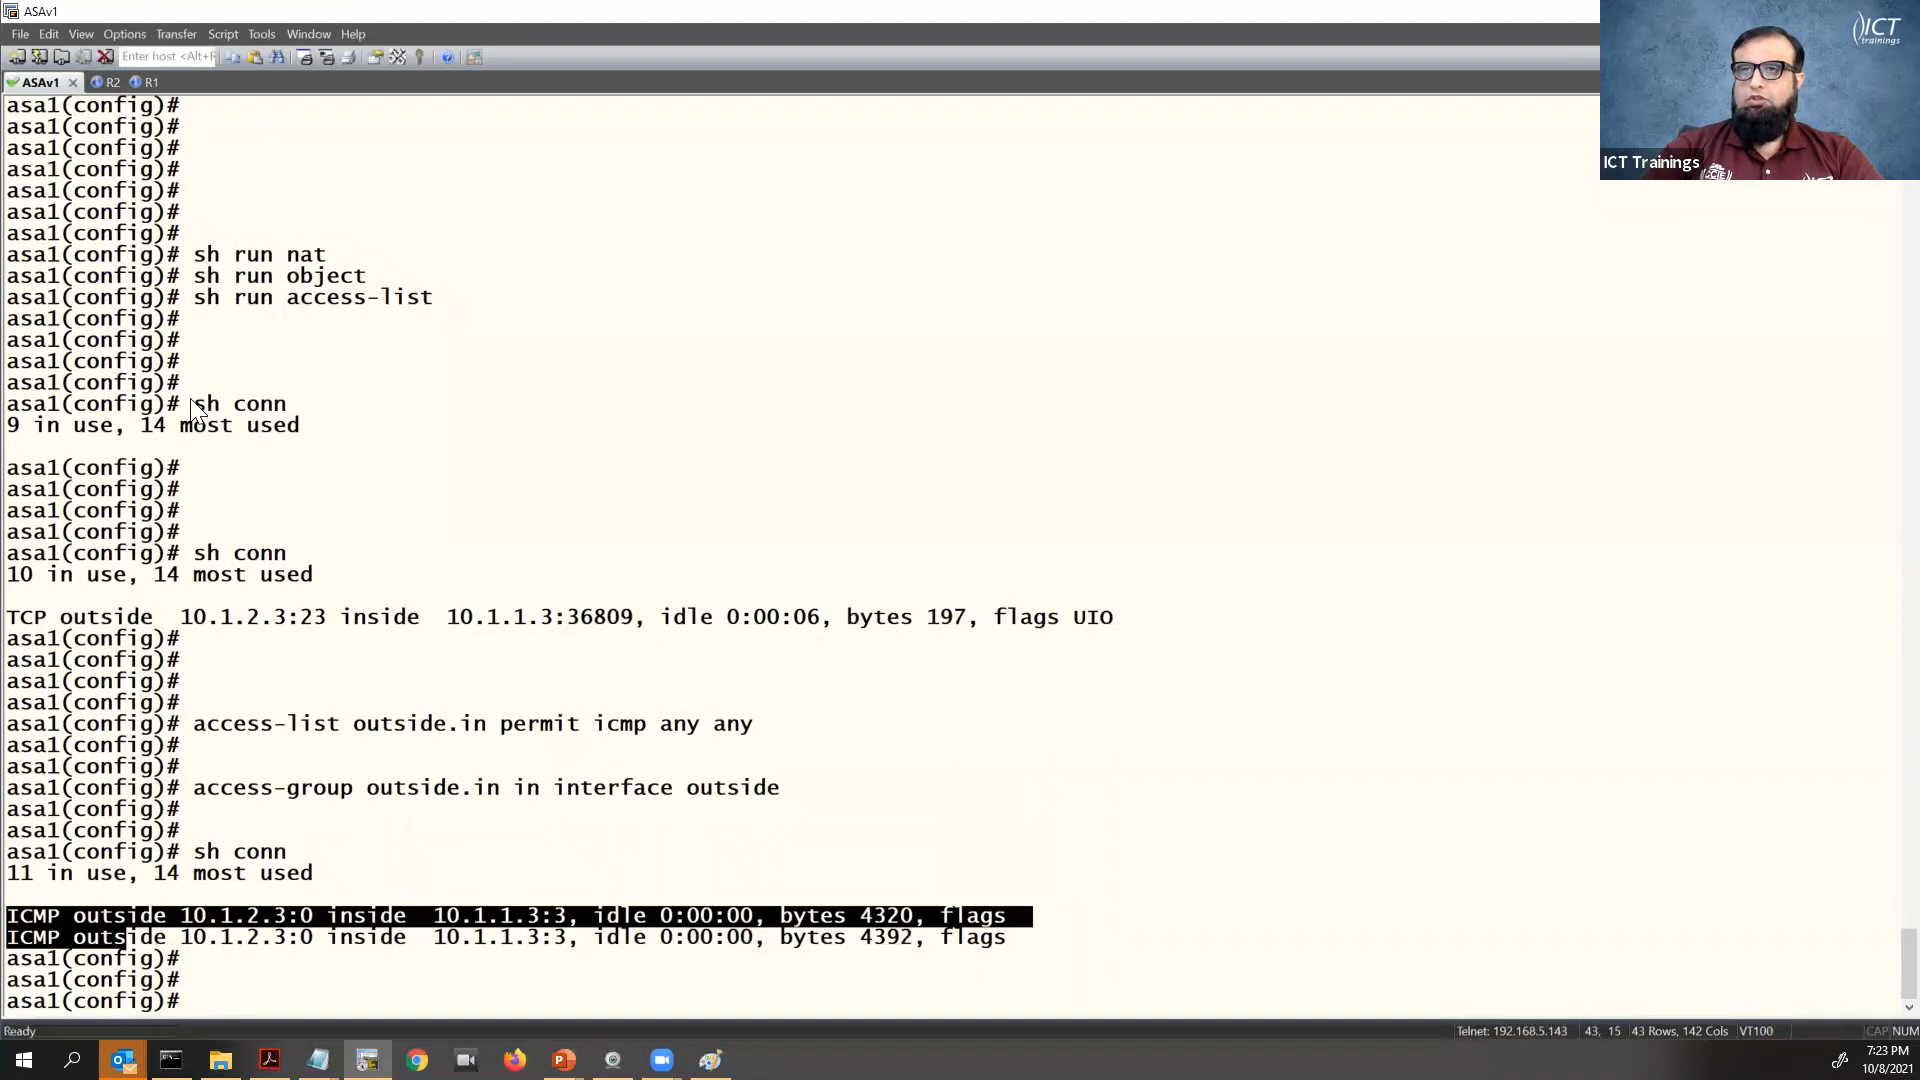 ASAv1
File Edit View Options Transfer Script Tools Window Help
Enter host <Alt+R
ASAv1 R2 R1
asa1(config)#
asa1(config)#
asa1(config)#
asa1(config)#
asa1(config)#
asa1(config)#
asa1(config)#
asa1(config)# sh run nat
asa1(config)# sh run object
asa1(config)# sh run access-list
asa1(config)#
asa1(config)#
asa1(config)#
asa1(config)#
asa1(config)# sh conn
9 in use, 14 most used
asa1(config)#
asa1(config)#
asa1(config)#
asa1(config)#
asa1(config)# sh conn
10 in use, 14 most used
TCP outside  10.1.2.3:23 inside  10.1.1.3:36809, idle 0:00:06, bytes 197, flags UIO
asa1(config)#
asa1(config)#
asa1(config)#
asa1(config)#
asa1(config)# access-list outside.in permit icmp any any
asa1(config)#
asa1(config)#
asa1(config)# access-group outside.in in interface outside
asa1(config)#
asa1(config)#
asa1(config)# sh conn
11 in use, 14 most used
ICMP outside 10.1.2.3:0 inside  10.1.1.3:3, idle 0:00:00, bytes 4320, flags
ICMP outside 10.1.2.3:0 inside  10.1.1.3:3, idle 0:00:00, bytes 4392, flags
asa1(config)#
asa1(config)#
asa1(config)#
ICT trainings
ICT Trainings
Ready
Telnet: 192.168.5.143 43, 15 43 Rows, 142 Cols VT100 CAP NUM
7:23 PM
10/8/2021